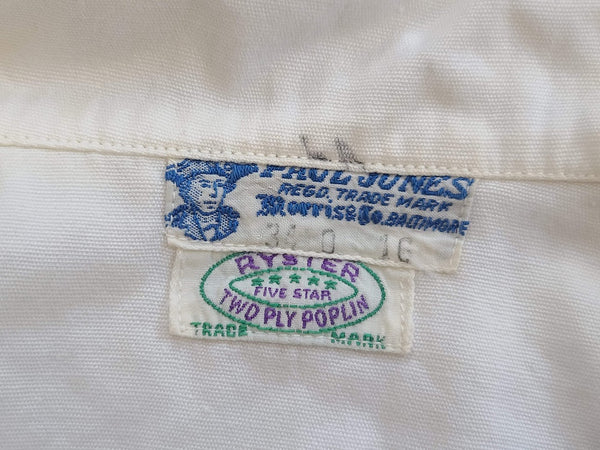 PAUL JONES
REGD. TRADE MARK
Morris & Co. BALTIMORE
34 0 16
RYSTER
FIVE STAR
TWO PLY POPLIN
TRADE MARK